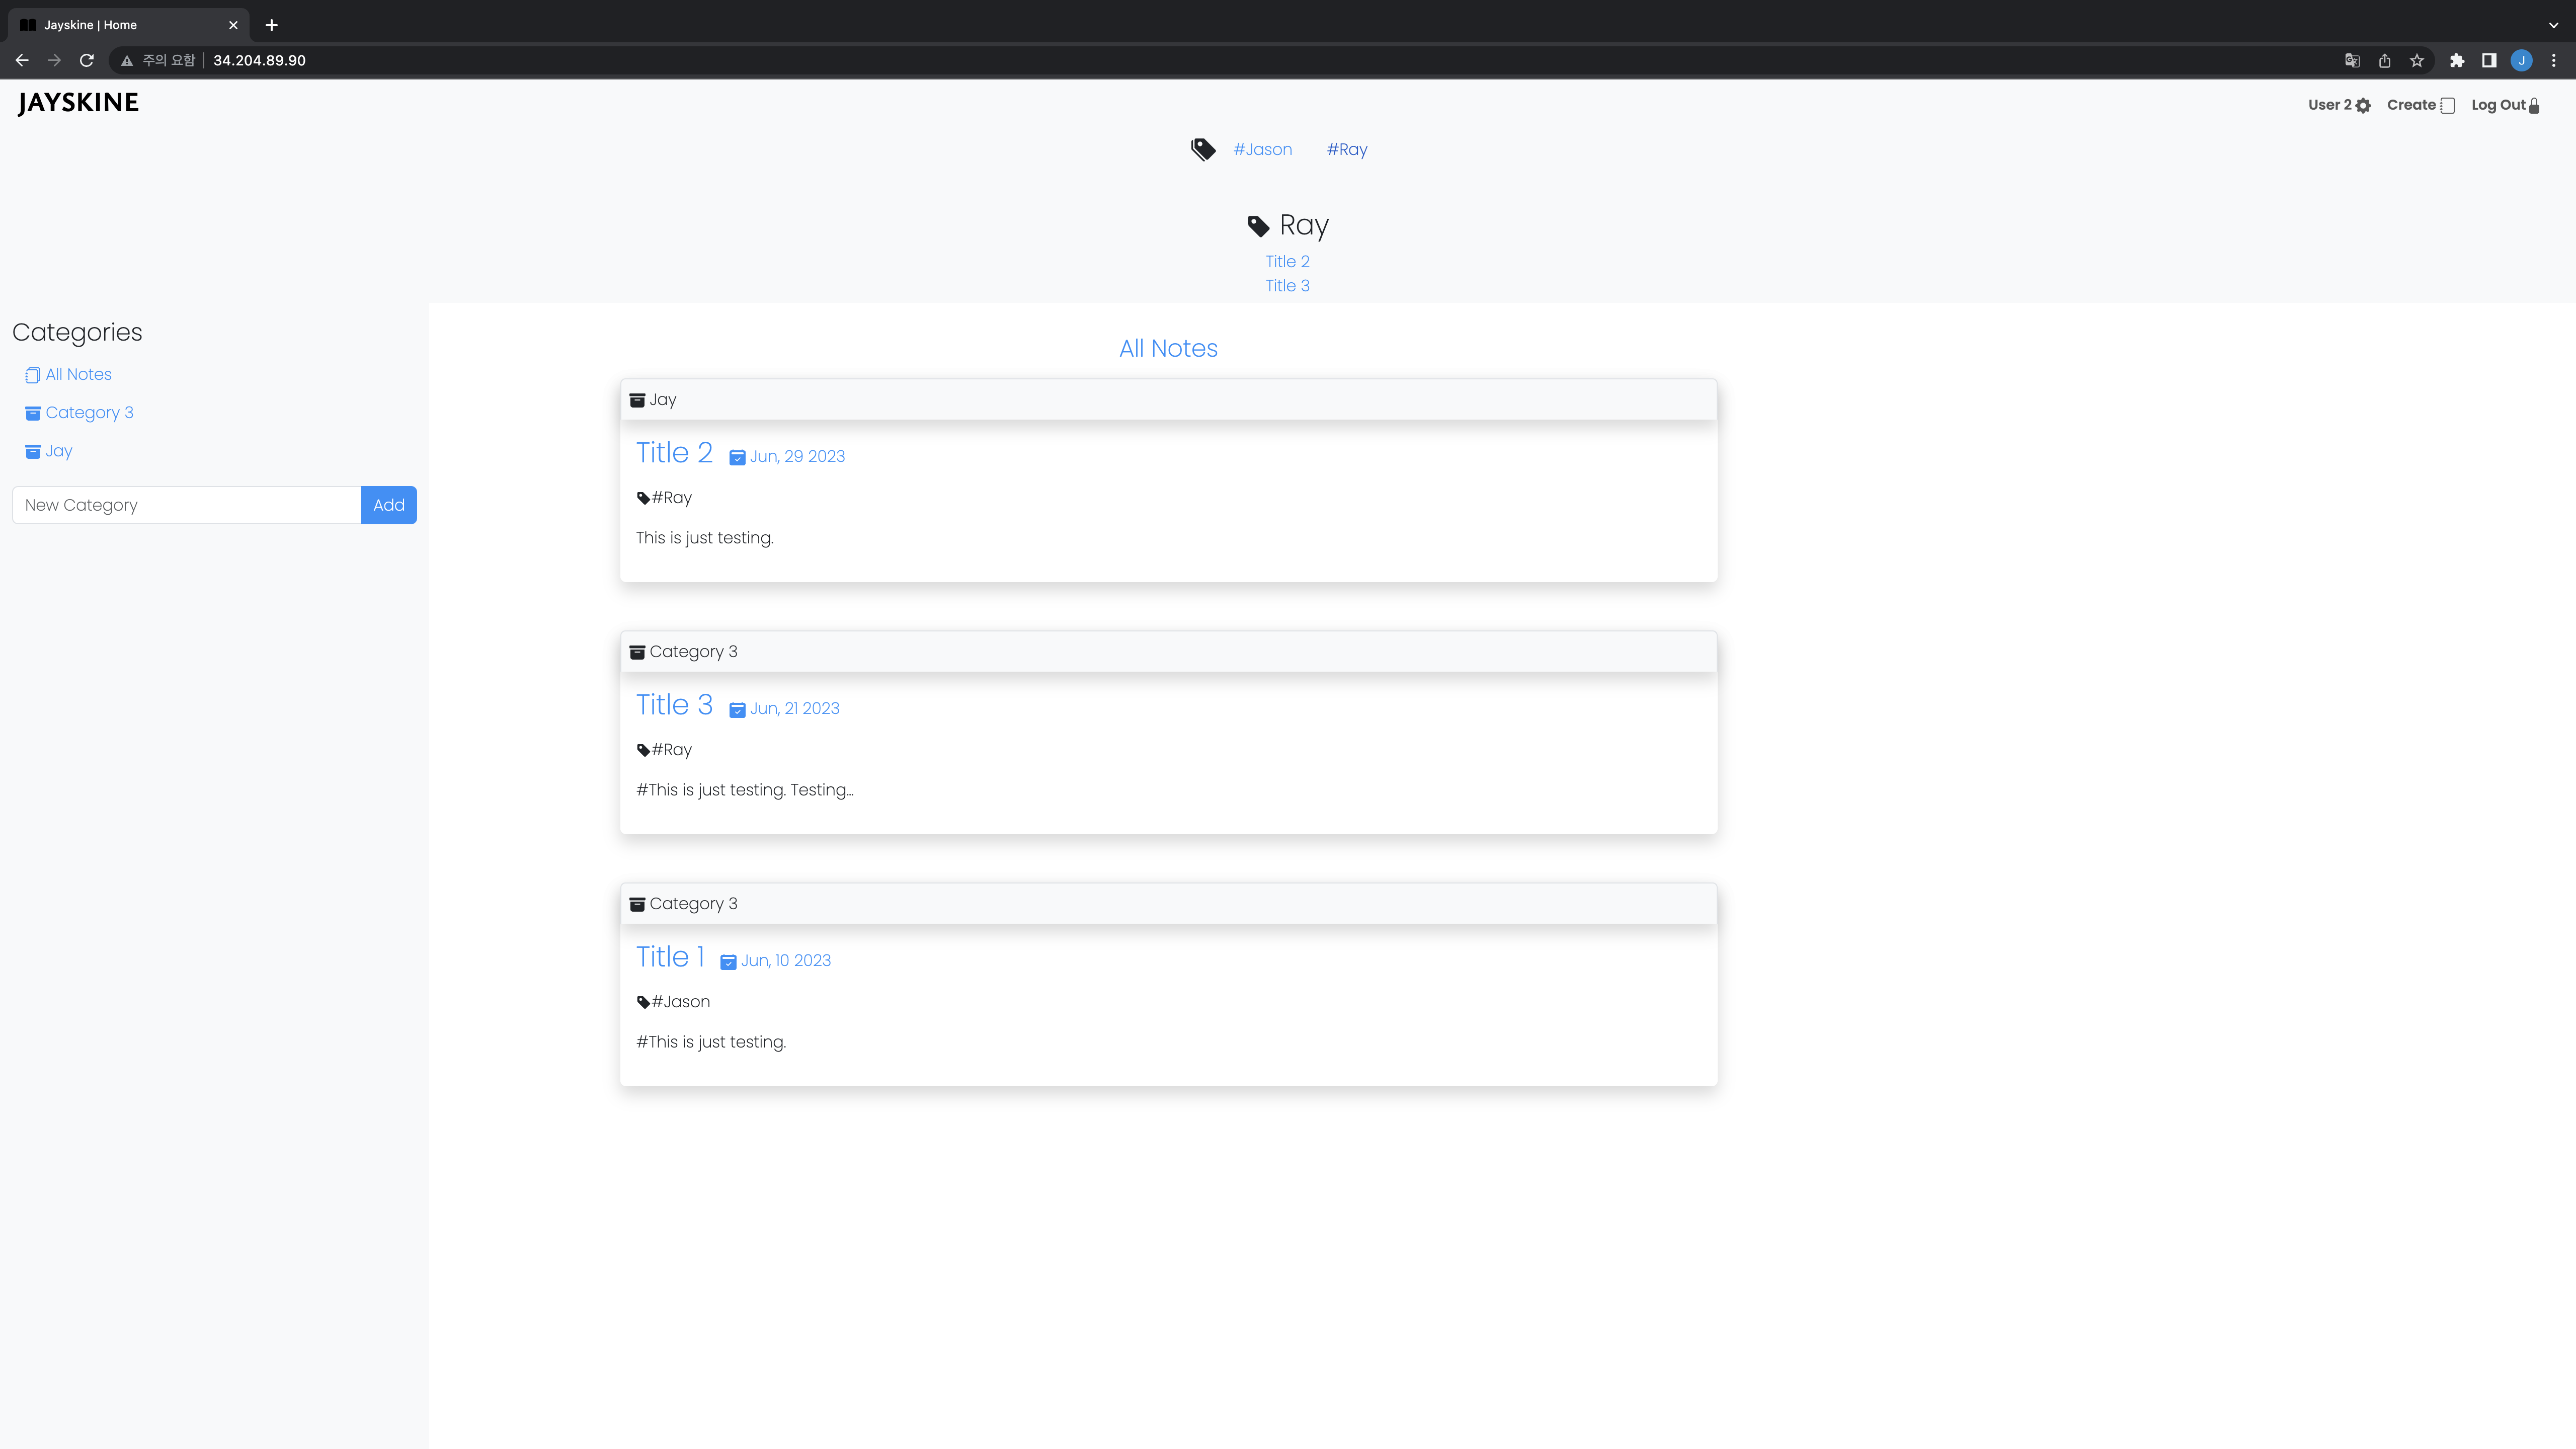 Jayskine | Home
주의 요함 34.204.89.90
J
JAYSKINE
User 2 Create Log Out
#Jason #Ray
Ray
Title 2
Title 3
Categories
All Notes
Category 3
Jay
New Category Add
All Notes
Jay
Title 2 Jun, 29 2023
#Ray
This is just testing.
Category 3
Title 3 Jun, 21 2023
#Ray
#This is just testing. Testing...
Category 3
Title 1 Jun, 10 2023
#Jason
#This is just testing.